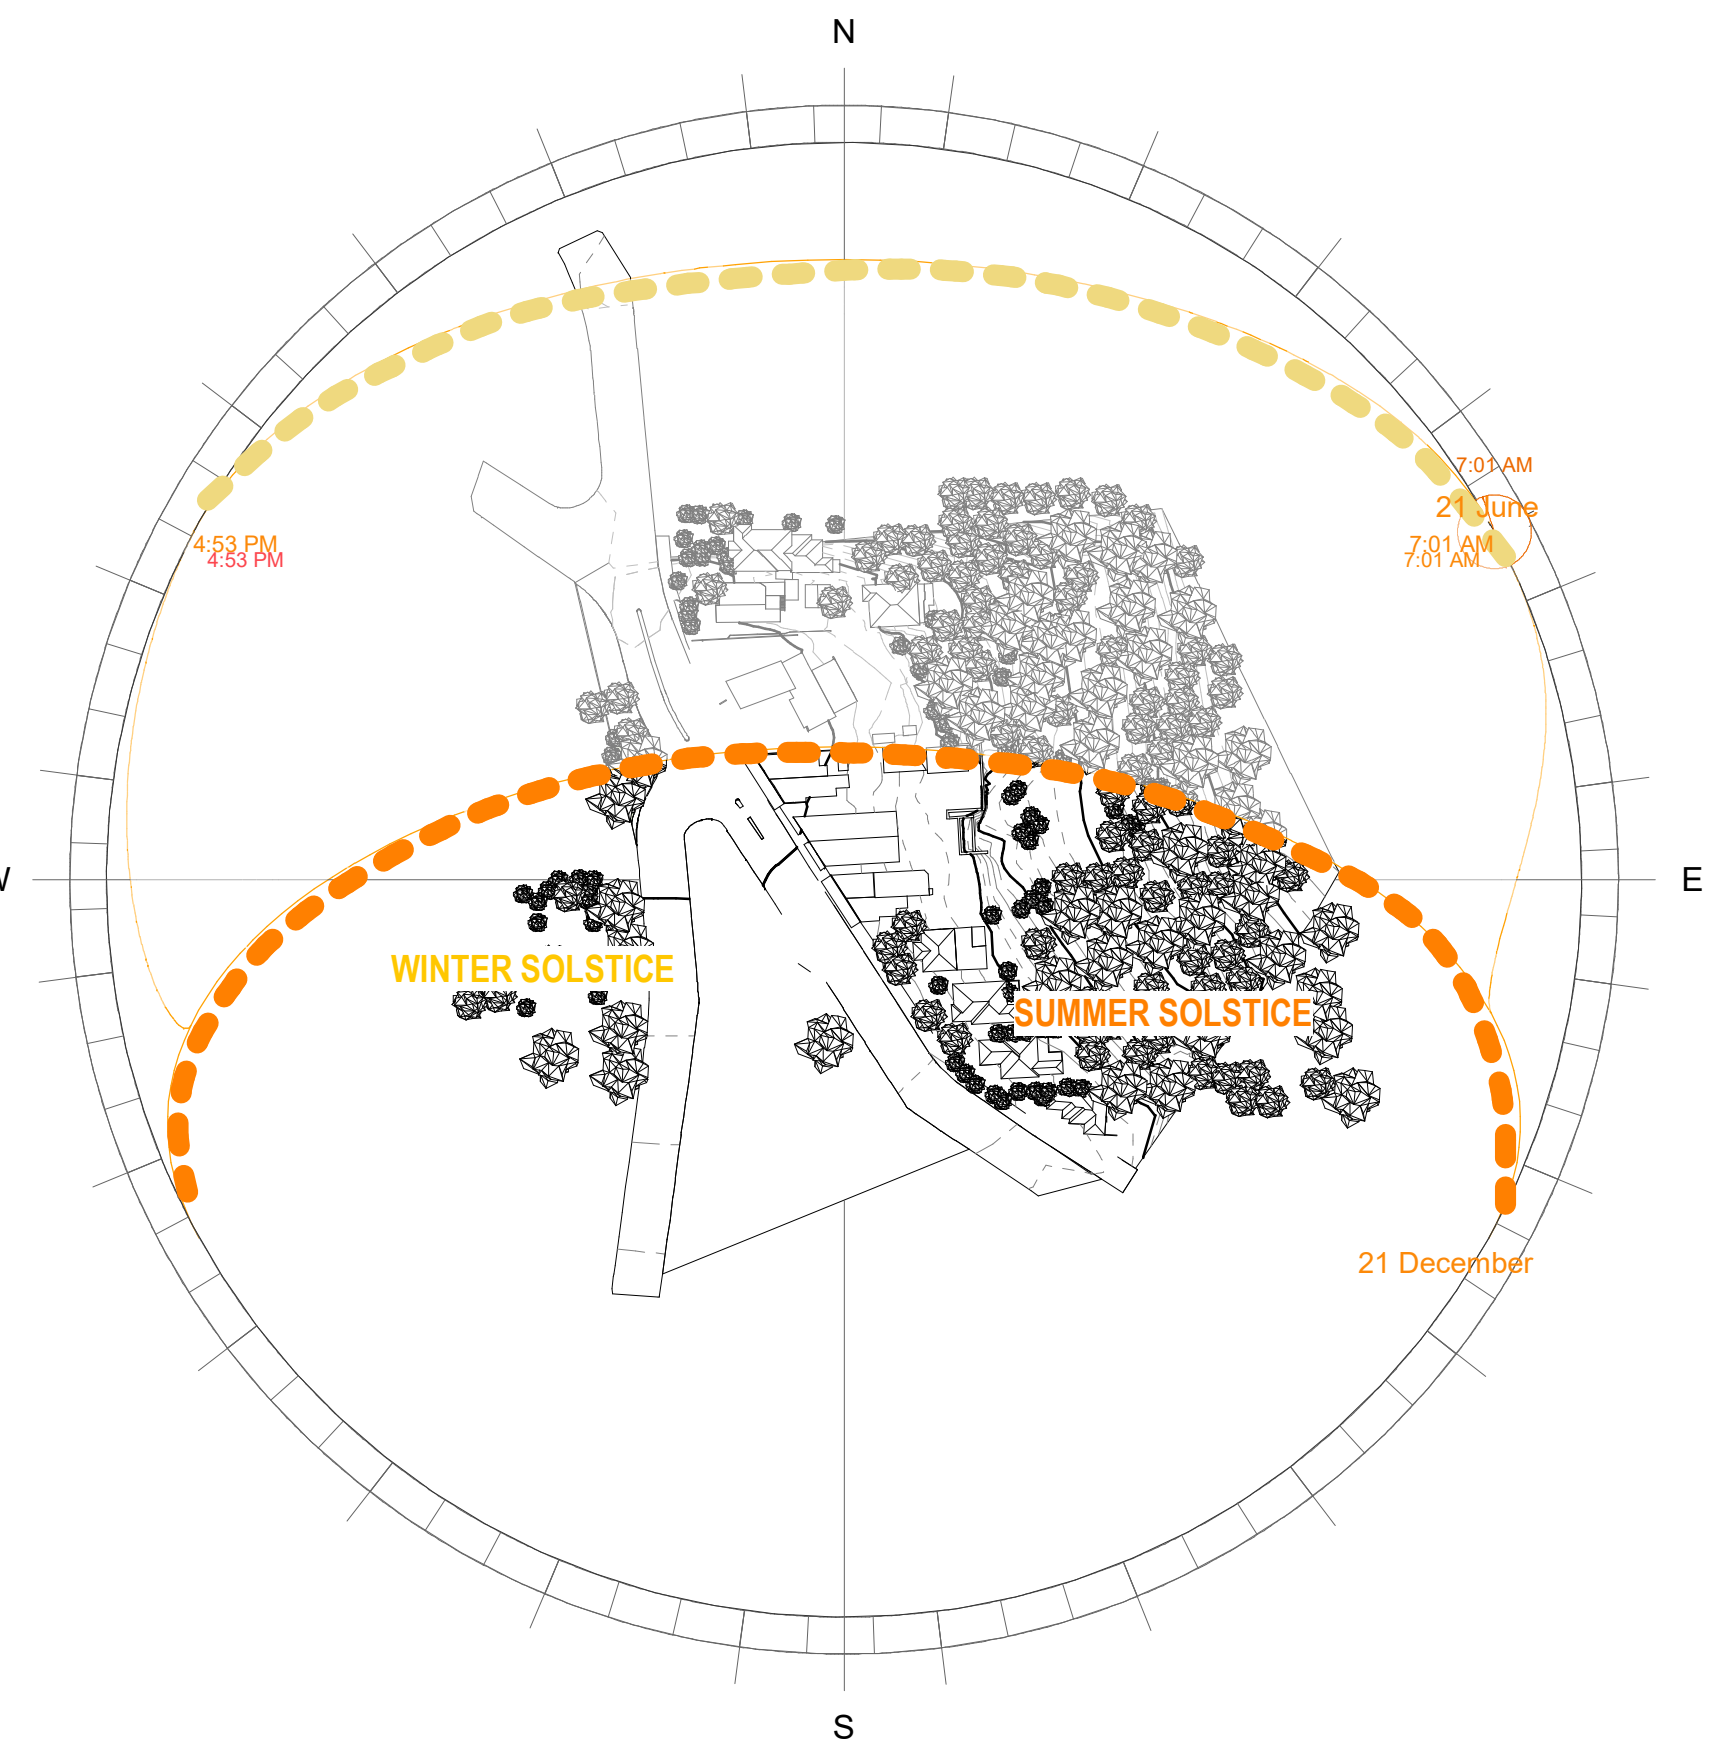 N
7:01 AM
21 June
4:53 PM
7:01 AM
4:53 PM
7:01 AM
W
E
WINTER SOLSTICE
SUMMER SOLSTICE
21 December
S